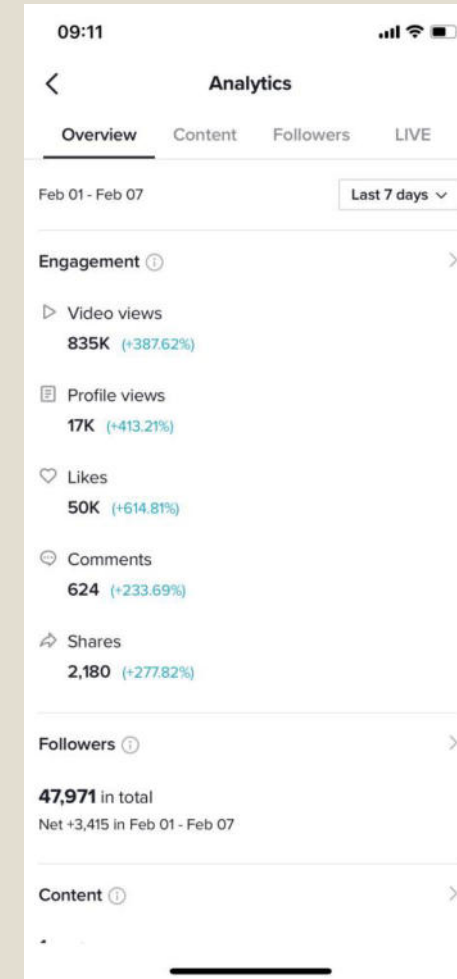 09:11
Analytics
Overview Content Followers LIVE
Feb 01 - Feb 07 Last 7 days
Engagement
Video views
835K (+387.62%)
Profile views
17K (+413.21%)
Likes
50K (+614.81%)
Comments
624 (+233.69%)
Shares
2,180 (+277.82%)
Followers
47,971 in total
Net +3,415 in Feb 01 - Feb 07
Content